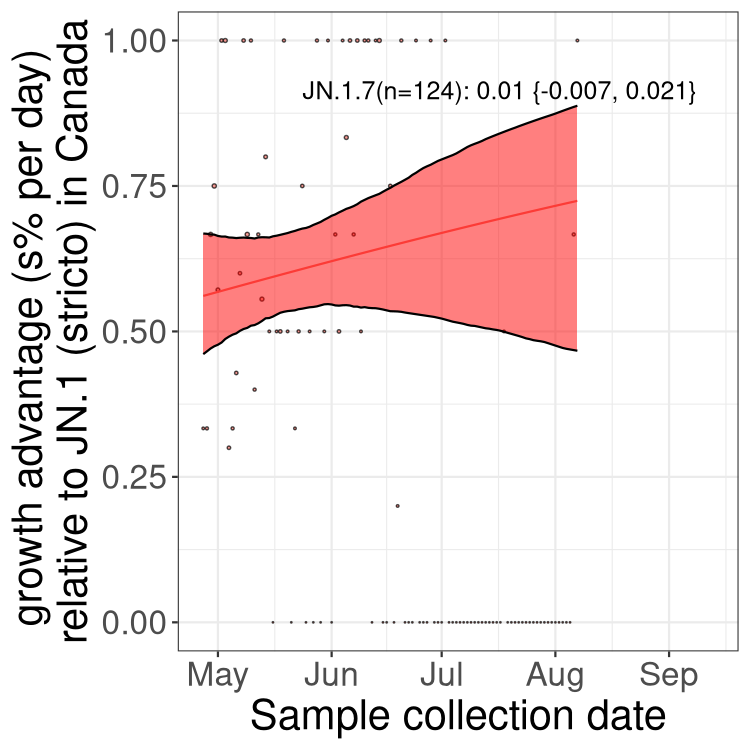 growth advantage (s% per day)
relative to JN.1 (stricto) in Canada
1.00
0.75
0.50
0.25
0.00
JN.1.7(n=124): 0.01 {-0.007, 0.021}
May Jun Jul Aug Sep
Sample collection date